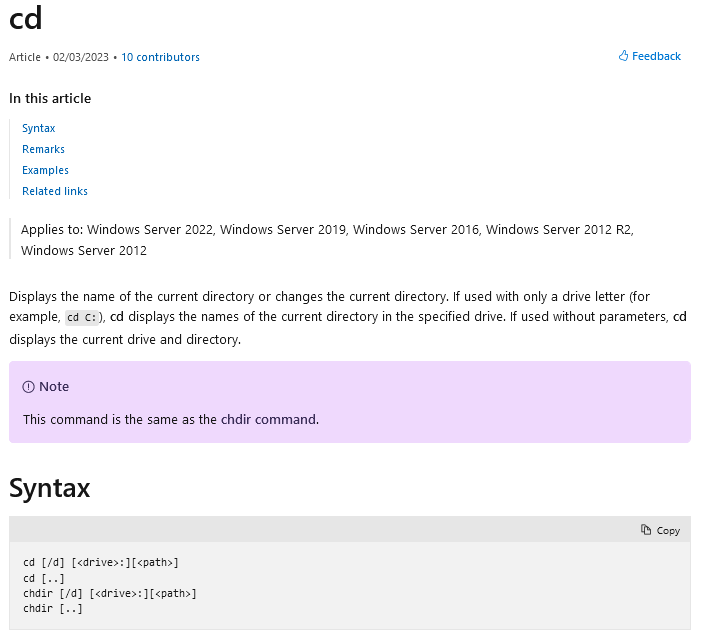 cd
Article • 02/03/2023 • 10 contributors
Feedback
In this article
Syntax
Remarks
Examples
Related links
Applies to: Windows Server 2022, Windows Server 2019, Windows Server 2016, Windows Server 2012 R2,
Windows Server 2012
Displays the name of the current directory or changes the current directory. If used with only a drive letter (for
example, cd C:), cd displays the names of the current directory in the specified drive. If used without parameters, cd
displays the current drive and directory.
Note
This command is the same as the chdir command.
Syntax
Copy
cd [/d] [<drive>:][<path>]
cd [..]
chdir [/d] [<drive>:][<path>]
chdir [..]